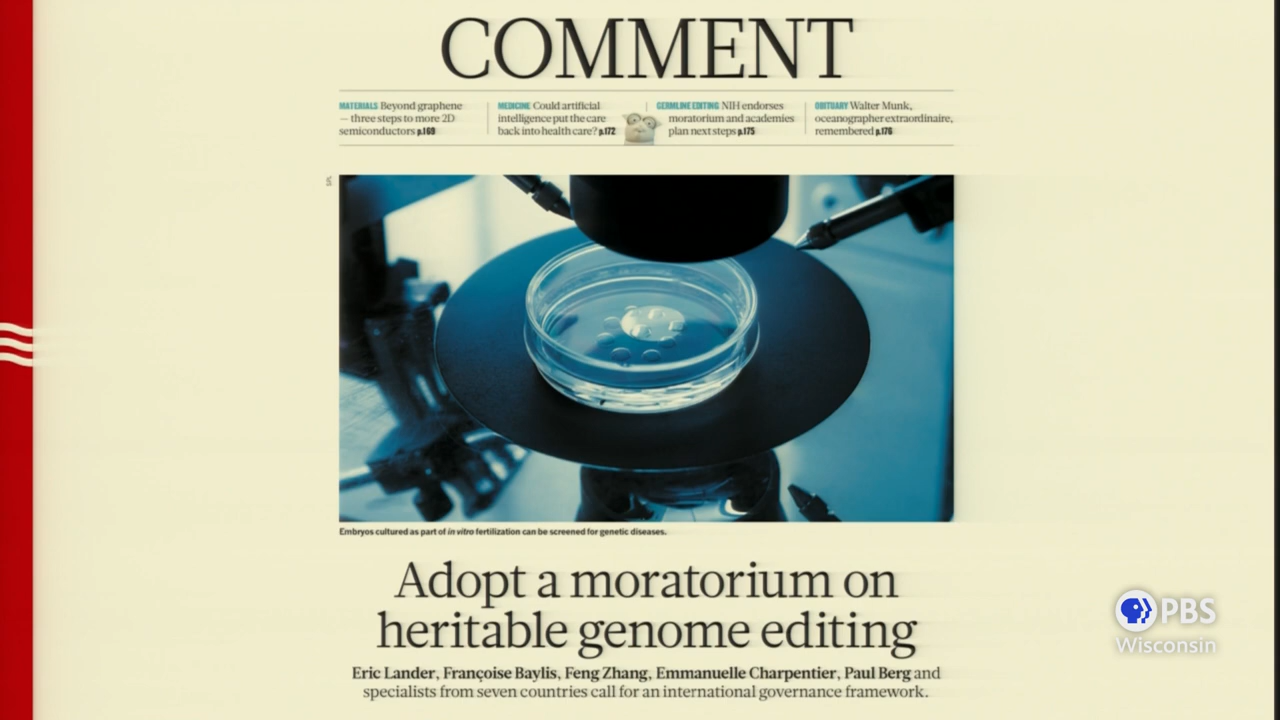 COMMENT
MATERIALS Beyond graphene
— three steps to more 2D
semiconductors p.169
MEDICINE Could artificial
intelligence put the care
back into health care? p.172
GERMLINE EDITING NIH endorses
moratorium and academies
plan next steps p.175
OBITUARY Walter Munk,
oceanographer extraordinaire,
remembered p.176
Embryos cultured as part of in vitro fertilization can be screened for genetic diseases.
Adopt a moratorium on
heritable genome editing
Eric Lander, Françoise Baylis, Feng Zhang, Emmanuelle Charpentier, Paul Berg and
specialists from seven countries call for an international governance framework.
PBS
Wisconsin